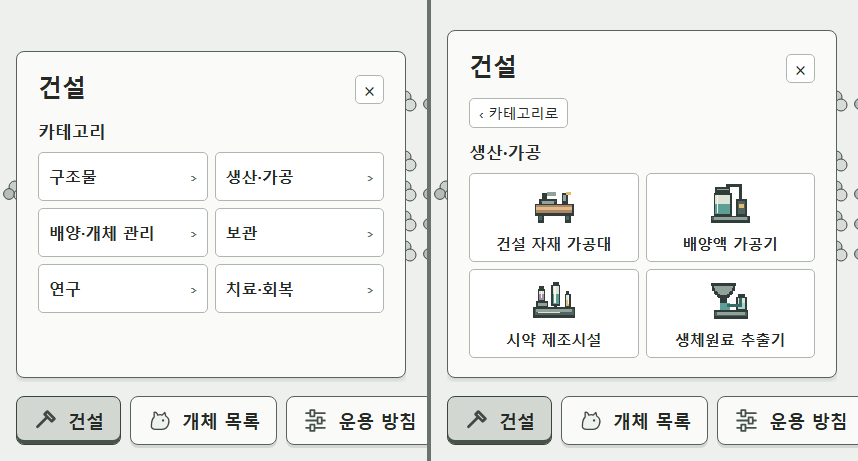 건설
×
카테고리
구조물 ›
생산·가공 ›
배양·개체 관리 ›
보관 ›
연구 ›
치료·회복 ›
건설
개체 목록
운용 방침
건설
×
‹ 카테고리로
생산·가공
건설 자재 가공대
배양액 가공기
시약 제조시설
생체원료 추출기
건설
개체 목록
운용 방침